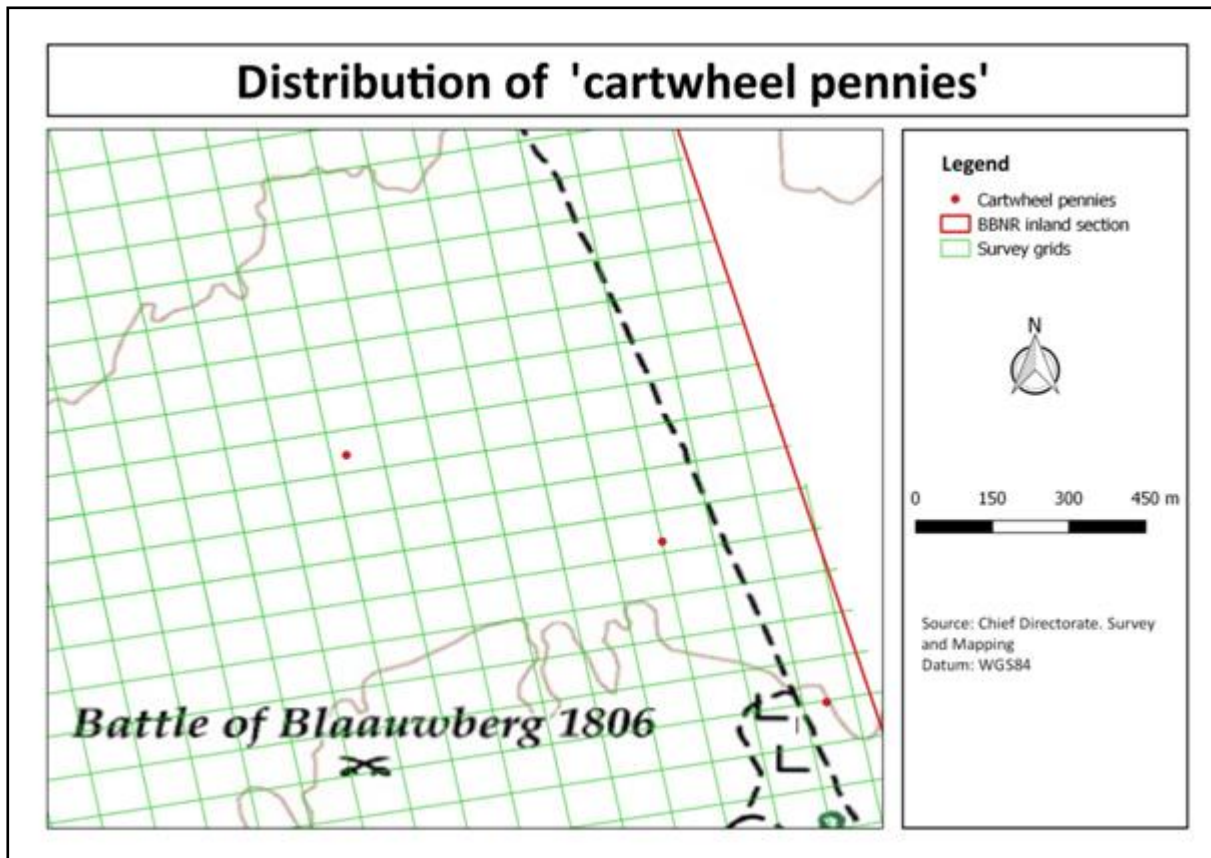 Distribution of 'cartwheel pennies'
Battle of Blaauwberg 1806
Legend
Cartwheel pennies
BBNR inland section
Survey grids
N
0 150 300 450 m
Source: Chief Directorate. Survey
and Mapping
Datum: WGS84